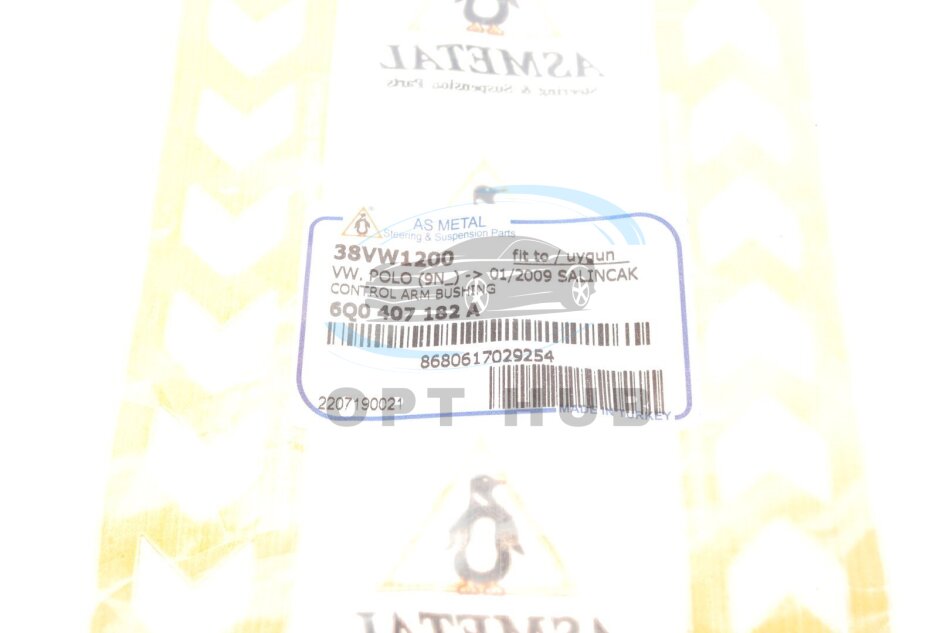 ASMETAL
Steering & Suspension Parts
AS METAL
Steering & Suspension Parts
38VW1200 fit to / uygun
VW. POLO (9N_) -> 01/2009 SALINCAK
CONTROL ARM BUSHING
6Q0 407 182 A
8680617029254
2207190021
MADE IN TURKEY
OPT HUB
ASMETAL